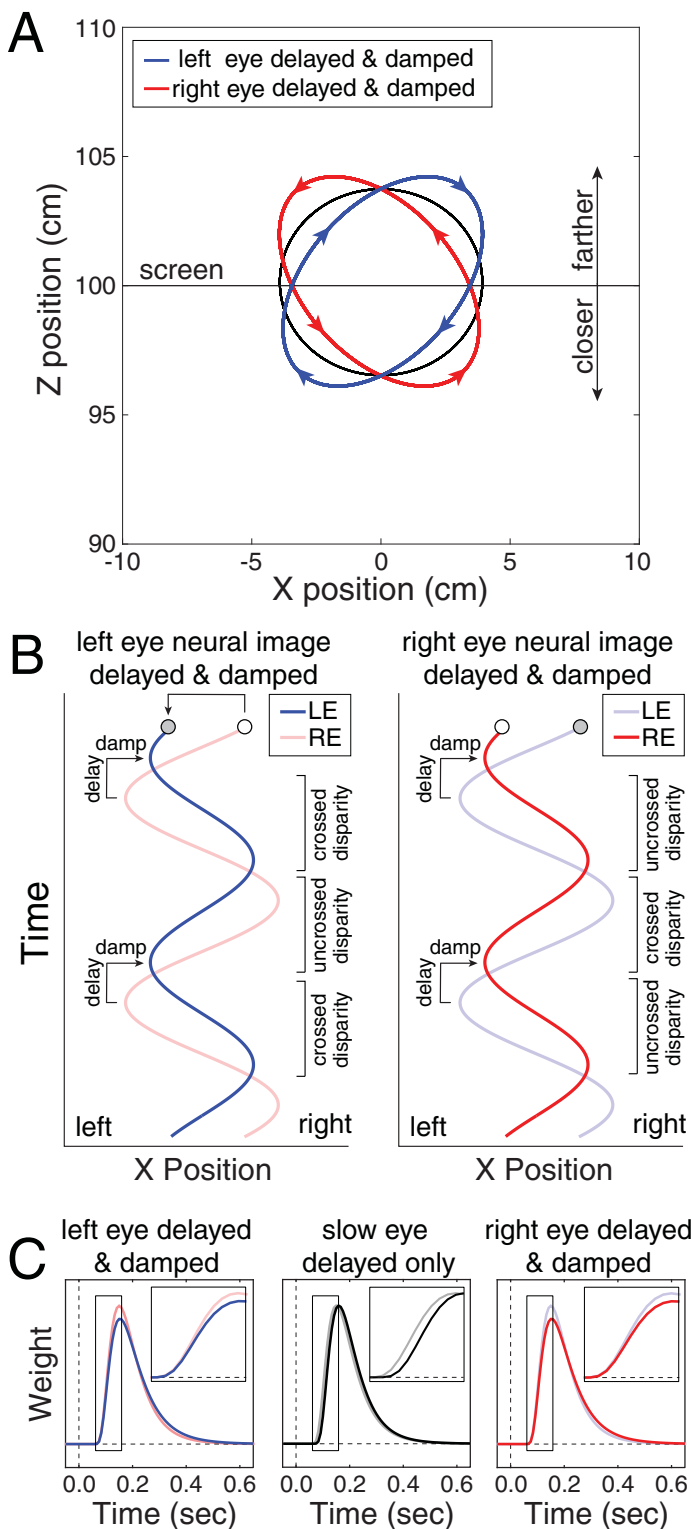 A
110
left eye delayed & damped
right eye delayed & damped
105
Z position (cm)
screen
100
farther
closer
95
90
-10
-5
0
5
10
X position (cm)
B
left eye neural image
delayed & damped
LE
RE
damp
delay
crossed
disparity
uncrossed
disparity
damp
delay
crossed
disparity
Time
left
right
X Position
right eye neural image
delayed & damped
LE
RE
damp
delay
uncrossed
disparity
crossed
disparity
damp
delay
uncrossed
disparity
left
right
X Position
C
left eye delayed
& damped
Weight
0.0
0.2
0.4
0.6
Time (sec)
slow eye
delayed only
0.0
0.2
0.4
0.6
Time (sec)
right eye delayed
& damped
0.0
0.2
0.4
0.6
Time (sec)